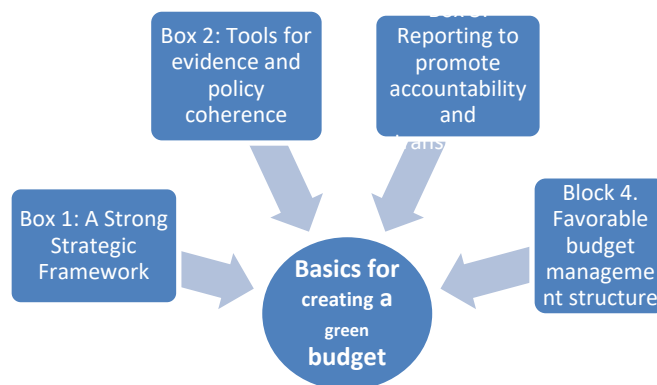 Box 2: Tools for
evidence and
policy
coherence
Reporting to
promote
accountability
and
Box 1: A Strong
Strategic
Framework
Block 4.
Favorable
budget
manageme
nt structure
Basics for
creating a
green
budget